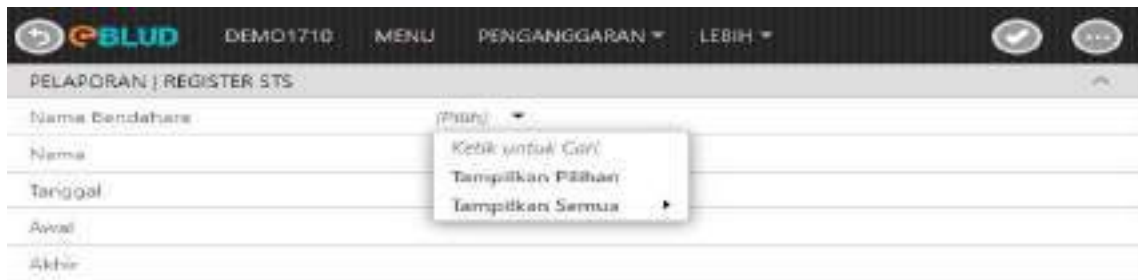 eBLUD DEMO1710 MENU PENGANGGARAN LEBIH
PELAPORAN | REGISTER STS
Nama Bendahara (Pilih)
Ketik untuk Cari
Nama
Tampilkan Pilihan
Tanggal
Tampilkan Semua
Awal
Akhir